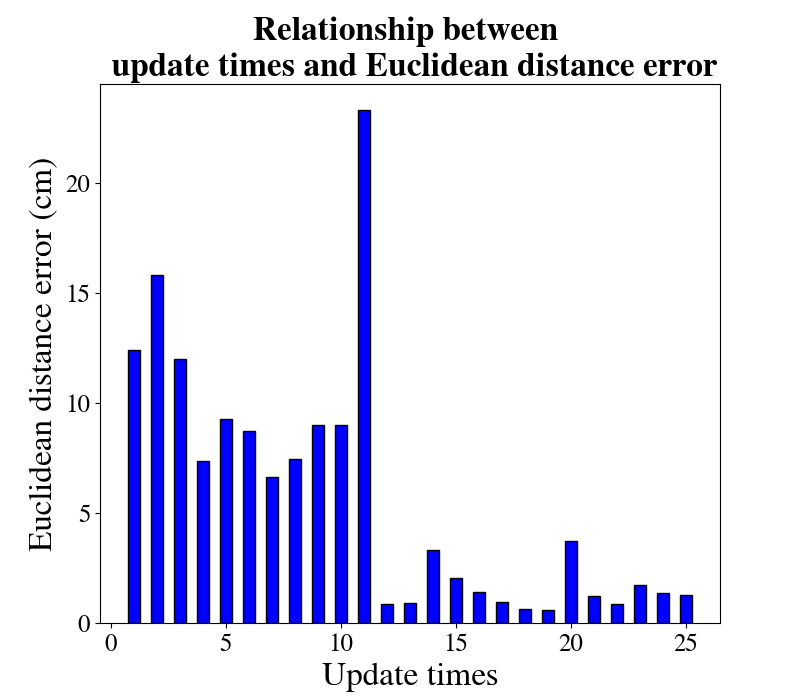 Relationship between
update times and Euclidean distance error
Euclidean distance error (cm)
20
15
10
5
0
0 5 10 15 20 25
Update times